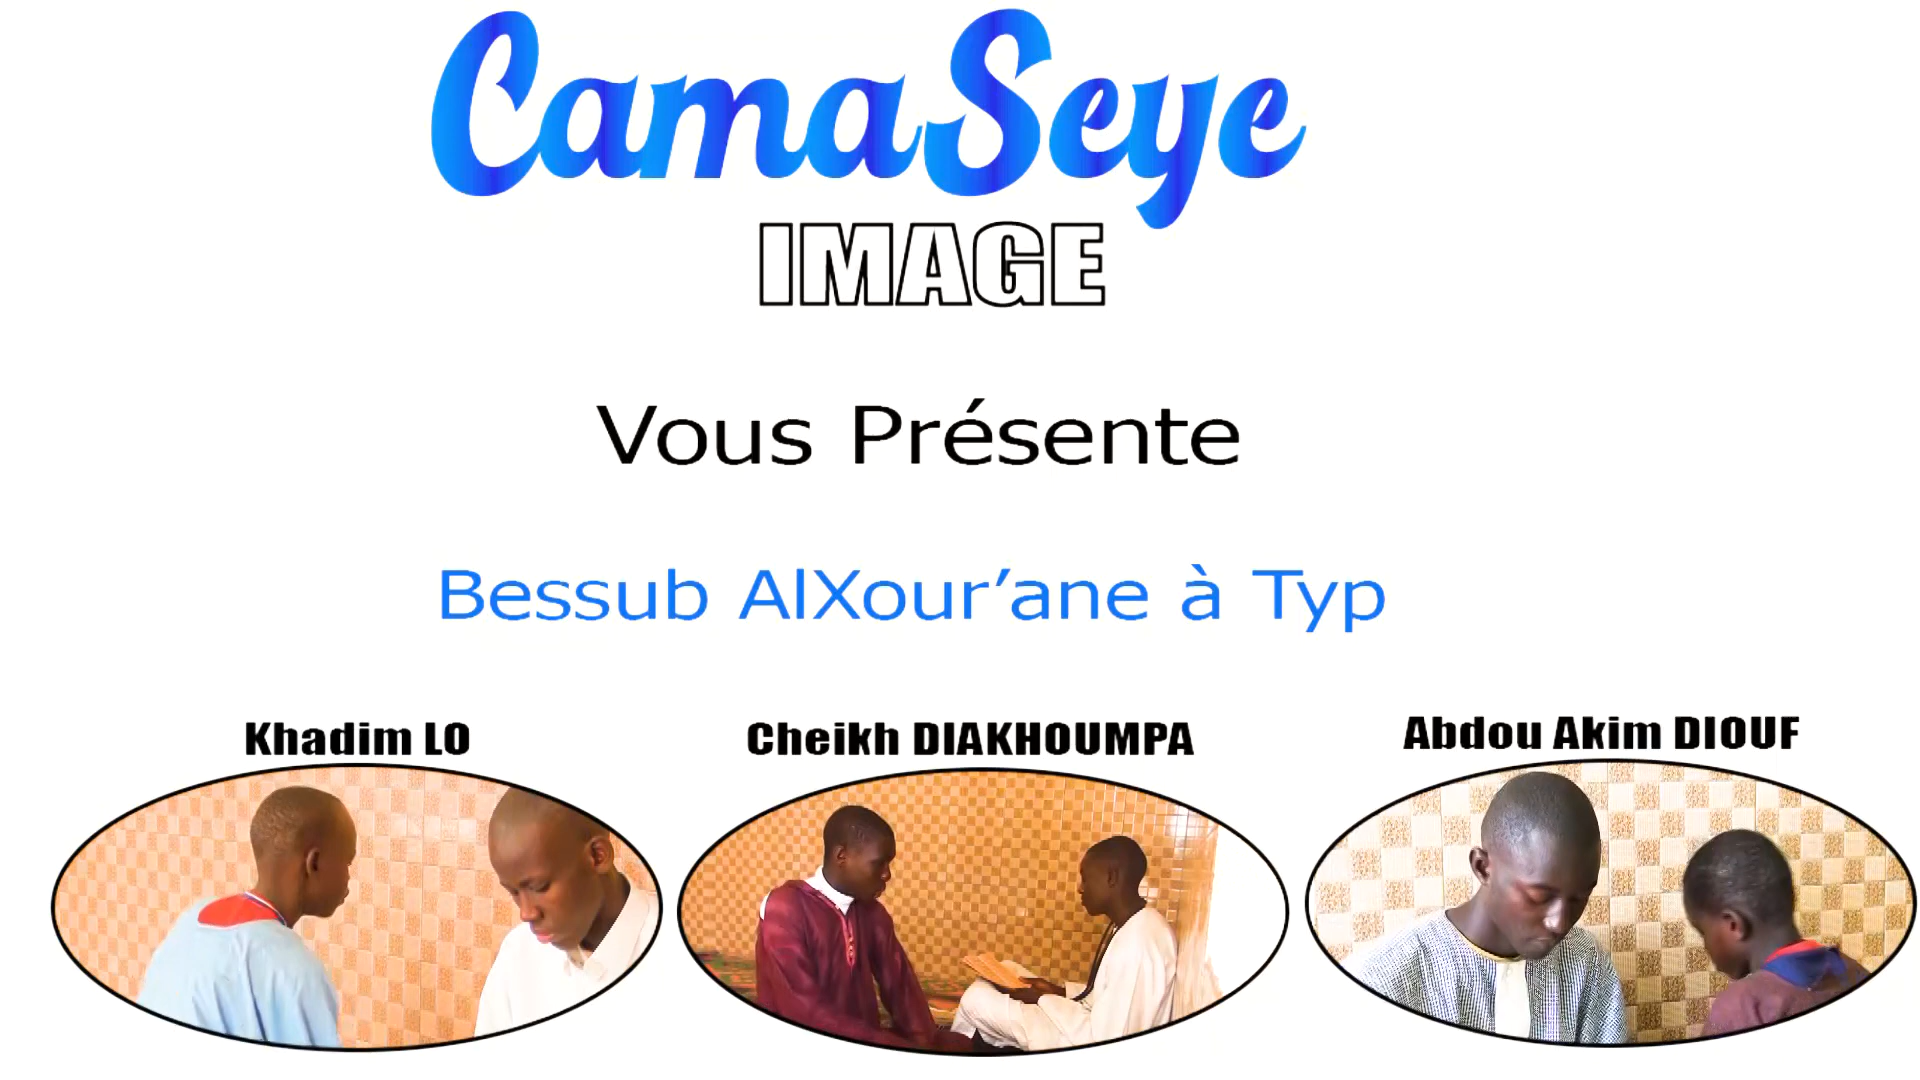 CamaSeye
IMAGE
Vous Présente
Bessub AlXour’ane à Typ
Khadim LO
Cheikh DIAKHOUMPA
Abdou Akim DIOUF